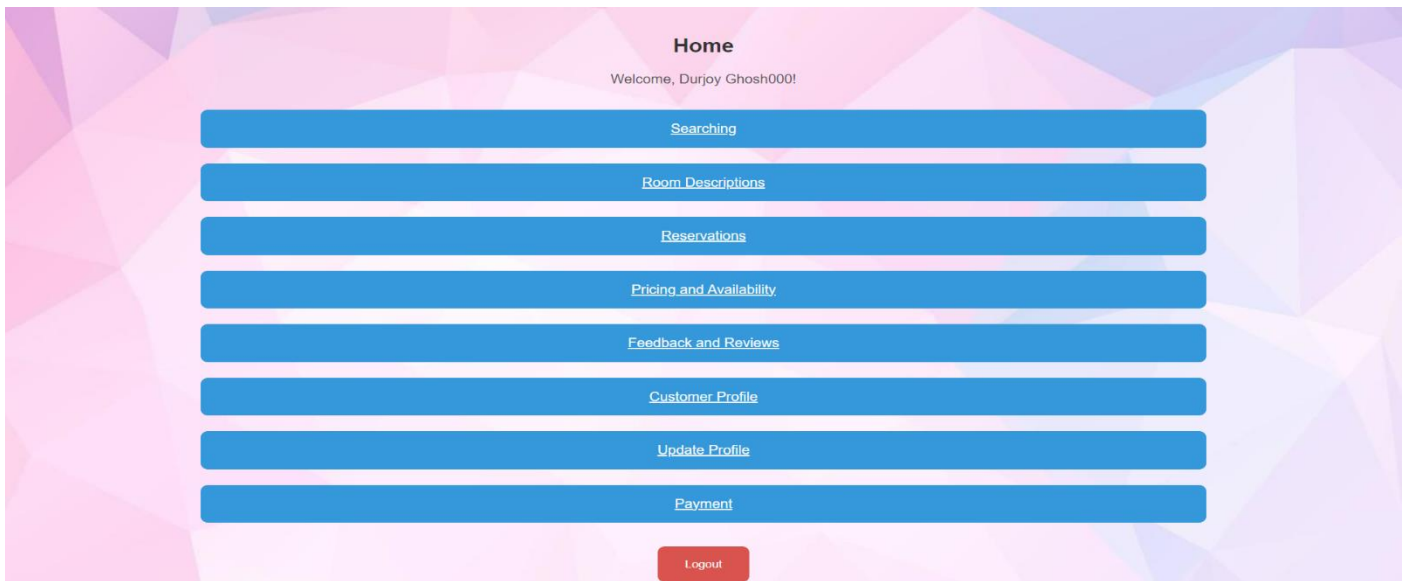 Home
Welcome, Durjoy Ghosh000!
Searching
Room Descriptions
Reservations
Pricing and Availability
Feedback and Reviews
Customer Profile
Update Profile
Payment
Logout